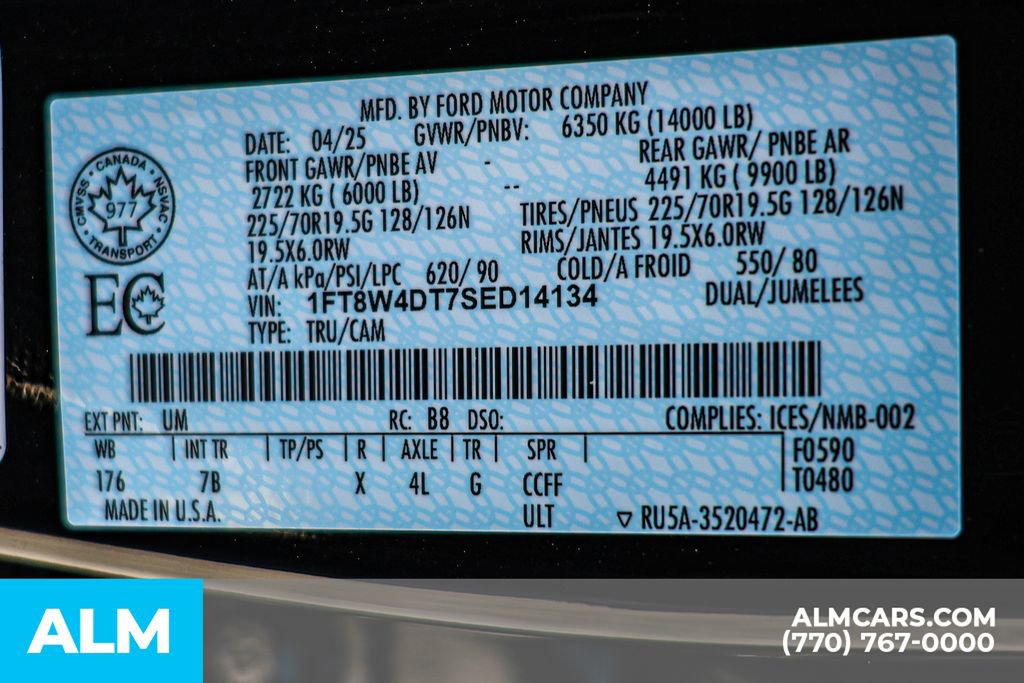 MFD. BY FORD MOTOR COMPANY
DATE: 04/25 GVWR/PNBV: 6350 KG (14000 LB)
FRONT GAWR/PNBE AV - REAR GAWR/ PNBE AR
2722 KG ( 6000 LB) -- 4491 KG ( 9900 LB)
225/70R19.5G 128/126N TIRES/PNEUS 225/70R19.5G 128/126N
19.5X6.0RW RIMS/JANTES 19.5X6.0RW
AT/A kPa/PSI/LPC 620/ 90 COLD/A FROID 550/ 80
VIN: 1FT8W4DT7SED14134 DUAL/JUMELEES
TYPE: TRU/CAM
CMVSS · CANADA · NSVAC
977
· TRANSPORT ·
EC
EXT PNT: UM RC: B8 DSO: COMPLIES: ICES/NMB-002
WB | INT TR | TP/PS | R | AXLE | TR | SPR | F0590
176 7B X 4L G CCFF T0480
MADE IN U.S.A. ULT ▽ RU5A-3520472-AB
ALM
ALMCARS.COM
(770) 767-0000